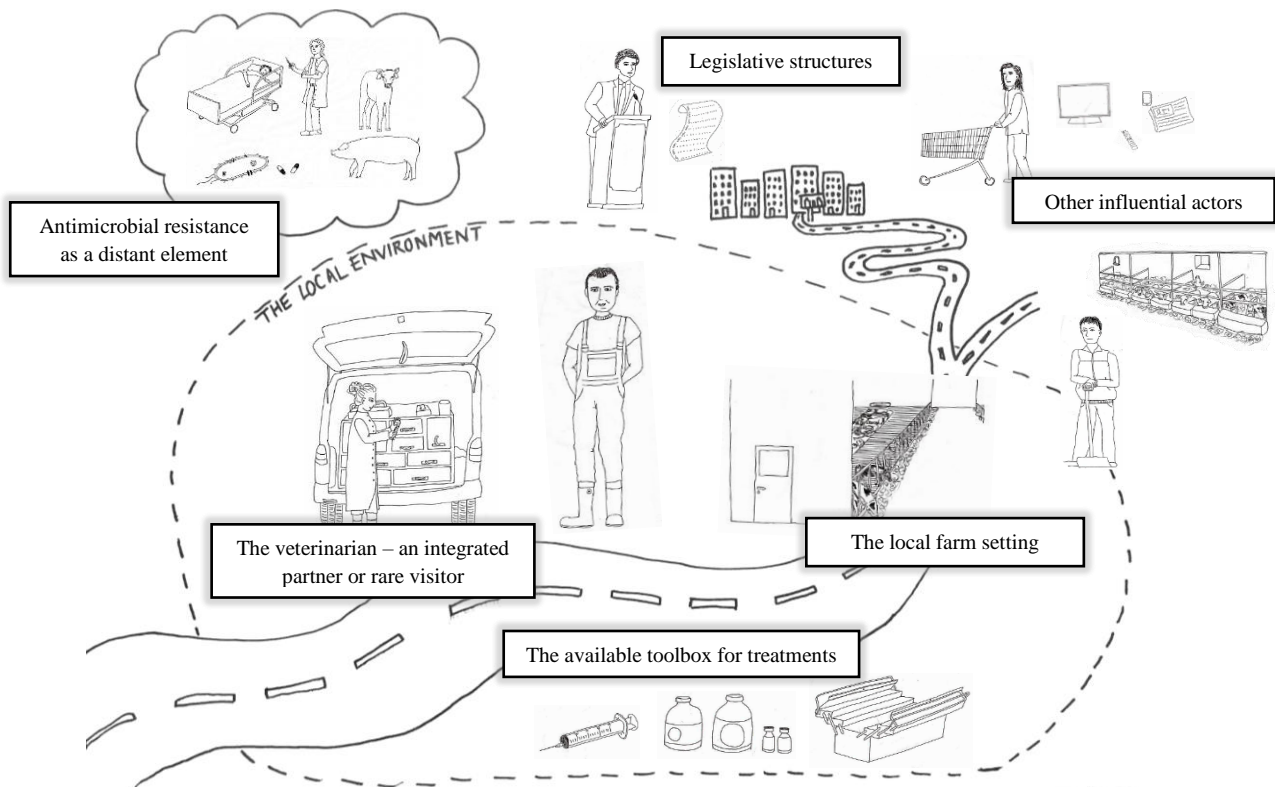 Legislative structures
Other influential actors
Antimicrobial resistance
as a distant element
THE LOCAL ENVIRONMENT
The veterinarian – an integrated
partner or rare visitor
The local farm setting
The available toolbox for treatments